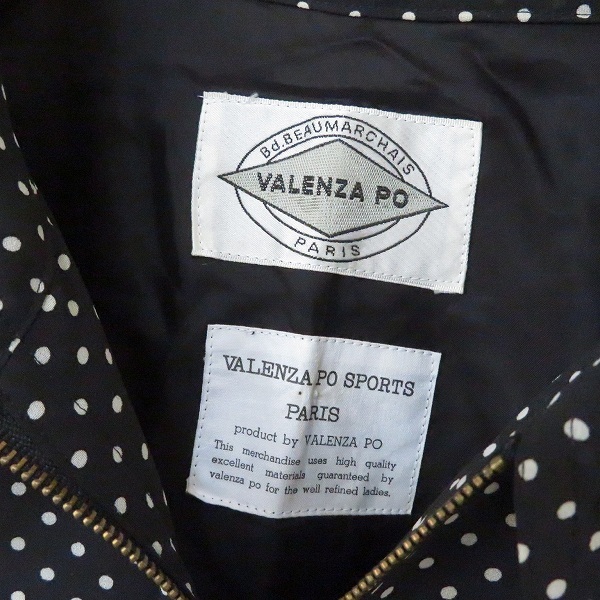 Bd.BEAUMARCHAIS
VALENZA PO
PARIS
VALENZA PO SPORTS
PARIS
product by VALENZA PO
This merchandise uses high quality
excellent materials guaranteed by
valenza po for the well refined ladies.